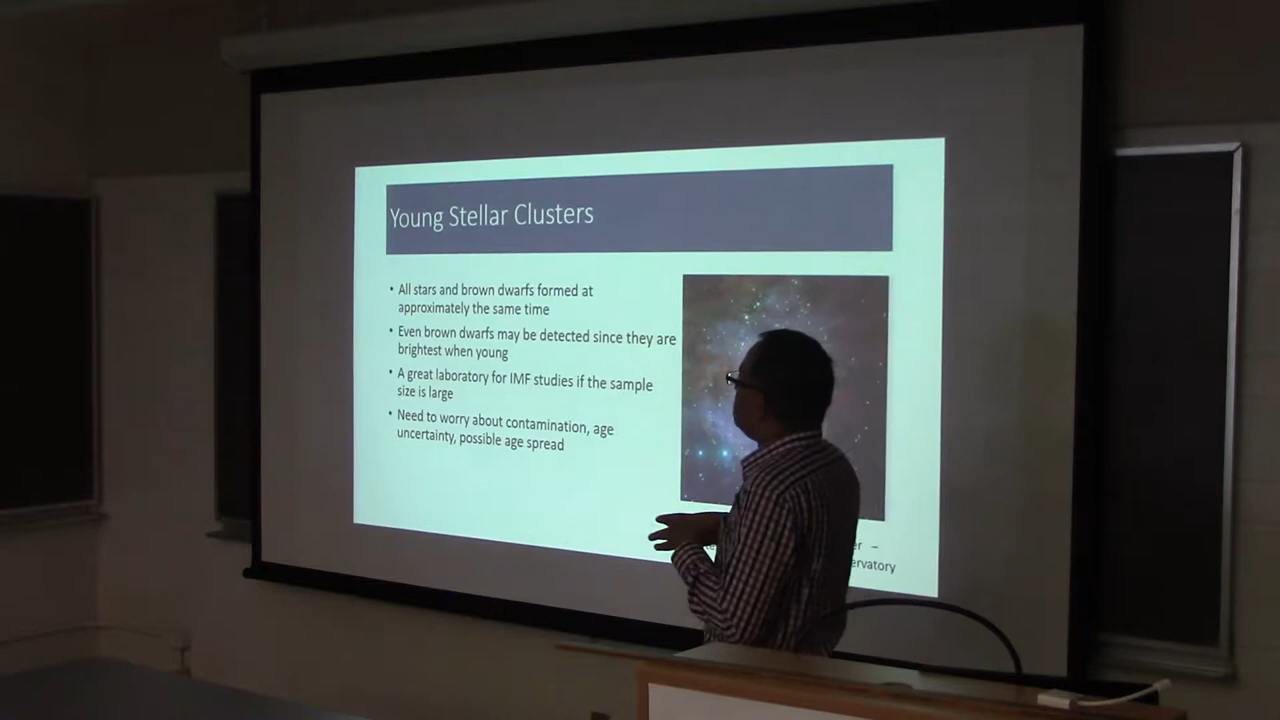 Young Stellar Clusters
• All stars and brown dwarfs formed at
approximately the same time
• Even brown dwarfs may be detected since they are
brightest when young
• A great laboratory for IMF studies if the sample
size is large
• Need to worry about contamination, age
uncertainty, possible age spread